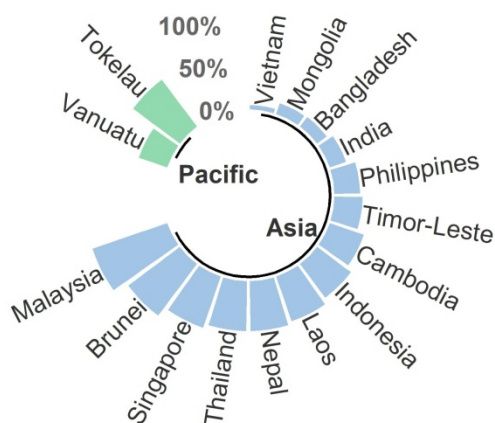 100%
50%
0%
Tokelau
Vanuatu
Pacific
Vietnam
Mongolia
Bangladesh
India
Philippines
Timor-Leste
Asia
Cambodia
Indonesia
Laos
Nepal
Thailand
Singapore
Brunei
Malaysia